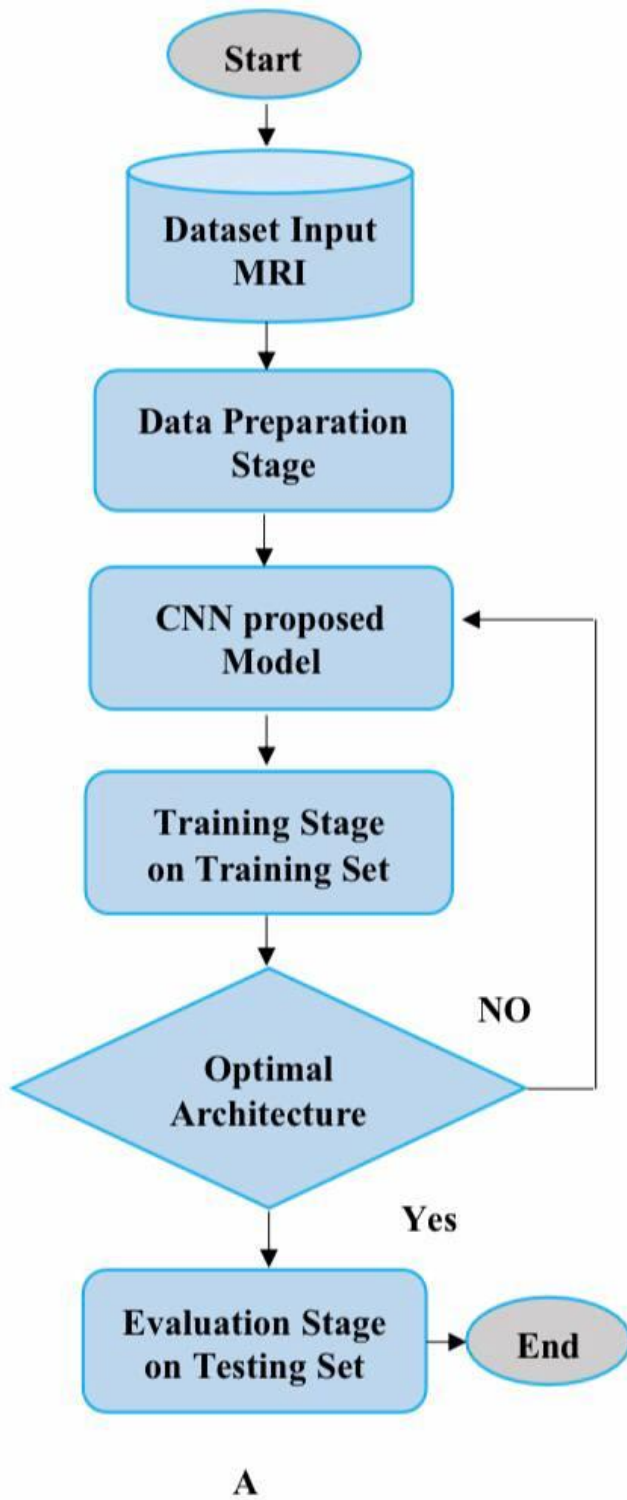 Start
Dataset Input
MRI
Data Preparation
Stage
CNN proposed
Model
Training Stage
on Training Set
NO
Optimal
Architecture
Yes
Evaluation Stage
on Testing Set
End
A